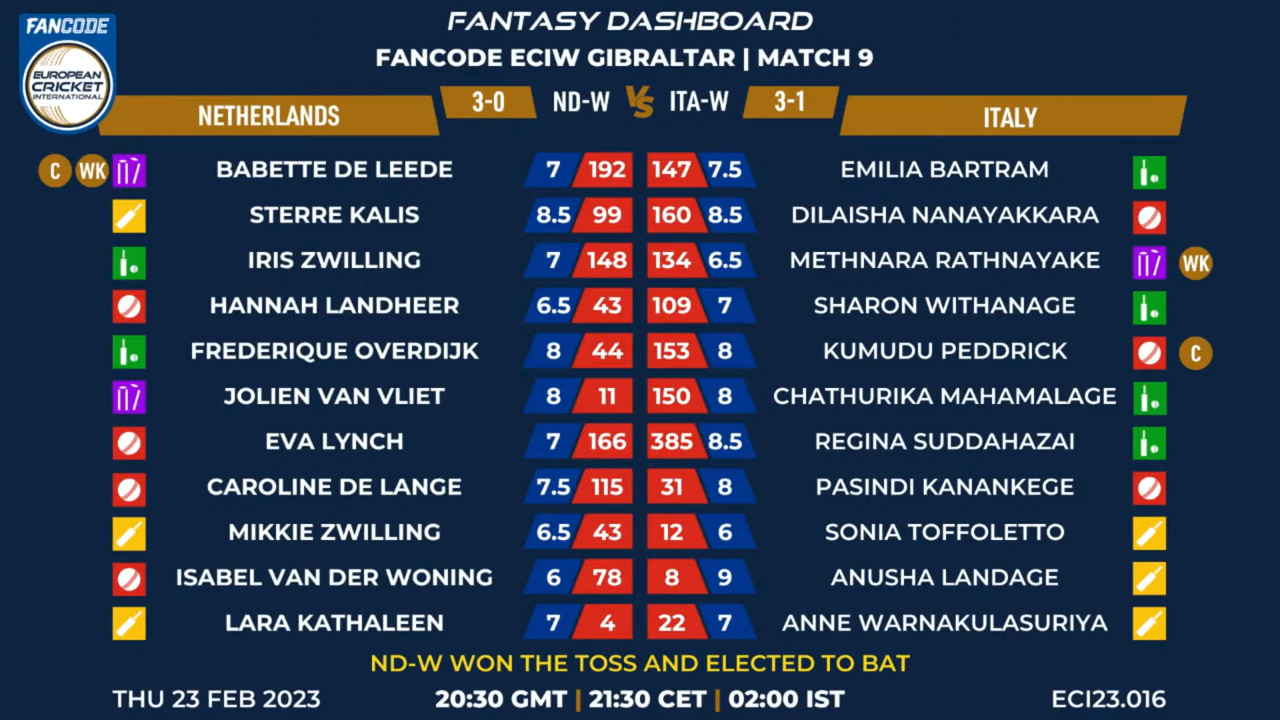 FANCODE
EUROPEAN
CRICKET
INTERNATIONAL
FANTASY DASHBOARD
FANCODE ECIW GIBRALTAR | MATCH 9
NETHERLANDS 3-0 ND-W VS ITA-W 3-1 ITALY
C WK BABETTE DE LEEDE 7 192 147 7.5 EMILIA BARTRAM
STERRE KALIS 8.5 99 160 8.5 DILAISHA NANAYAKKARA
IRIS ZWILLING 7 148 134 6.5 METHNARA RATHNAYAKE WK
HANNAH LANDHEER 6.5 43 109 7 SHARON WITHANAGE
FREDERIQUE OVERDIJK 8 44 153 8 KUMUDU PEDDRICK C
JOLIEN VAN VLIET 8 11 150 8 CHATHURIKA MAHAMALAGE
EVA LYNCH 7 166 385 8.5 REGINA SUDDAHAZAI
CAROLINE DE LANGE 7.5 115 31 8 PASINDI KANANKEGE
MIKKIE ZWILLING 6.5 43 12 6 SONIA TOFFOLETTO
ISABEL VAN DER WONING 6 78 8 9 ANUSHA LANDAGE
LARA KATHALEEN 7 4 22 7 ANNE WARNAKULASURIYA
ND-W WON THE TOSS AND ELECTED TO BAT
THU 23 FEB 2023 20:30 GMT | 21:30 CET | 02:00 IST ECI23.016